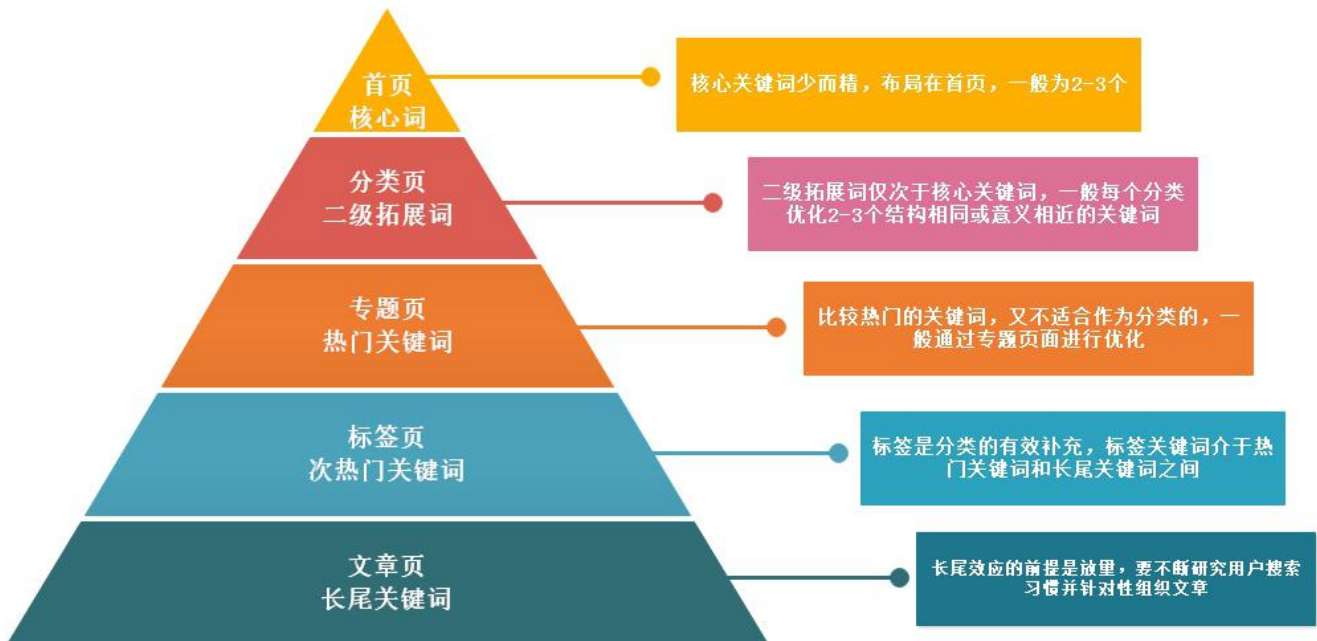 首页
核心词
核心关键词少而精，布局在首页，一般为2-3个
分类页
二级拓展词
二级拓展词仅次于核心关键词，一般每个分类
优化2-3个结构相同或意义相近的关键词
专题页
热门关键词
比较热门的关键词，又不适合作为分类的，一
般通过专题页面进行优化
标签页
次热门关键词
标签是分类的有效补充，标签关键词介于热
门关键词和长尾关键词之间
文章页
长尾关键词
长尾效应的前提是放量，要不断研究用户搜索
习惯并针对性组织文章